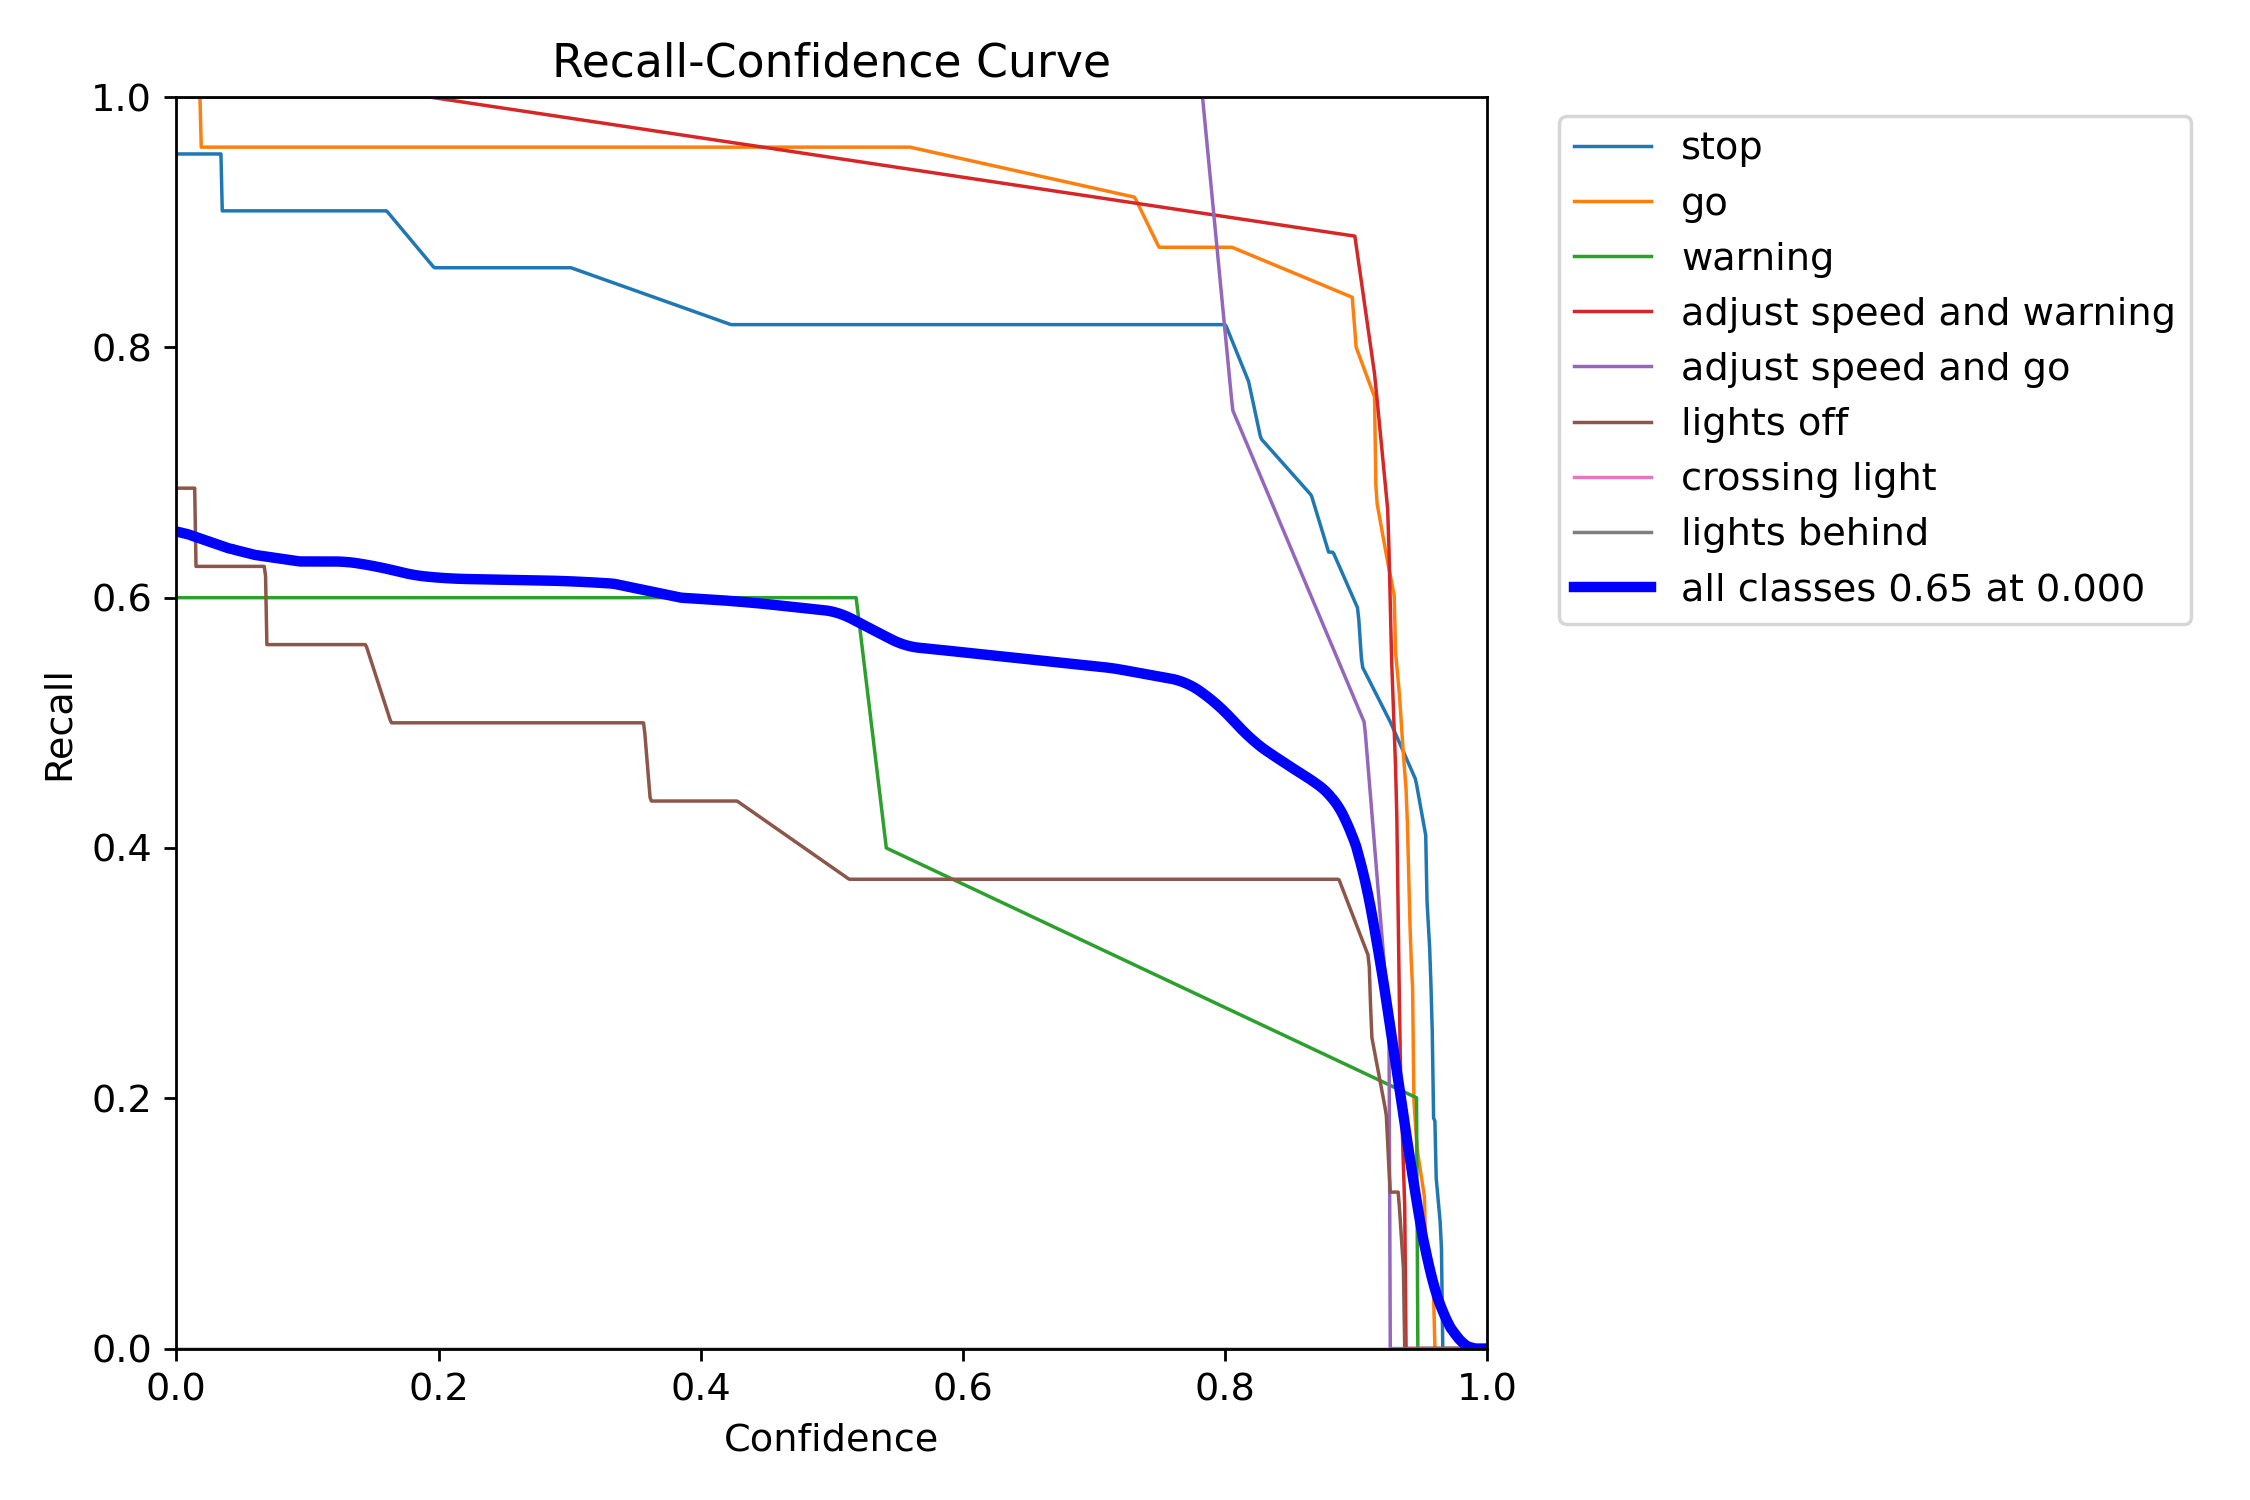 Recall-Confidence Curve
1.0
0.8
0.6
0.4
0.2
0.0
Recall
0.0 0.2 0.4 0.6 0.8 1.0
Confidence
stop
go
warning
adjust speed and warning
adjust speed and go
lights off
crossing light
lights behind
all classes 0.65 at 0.000